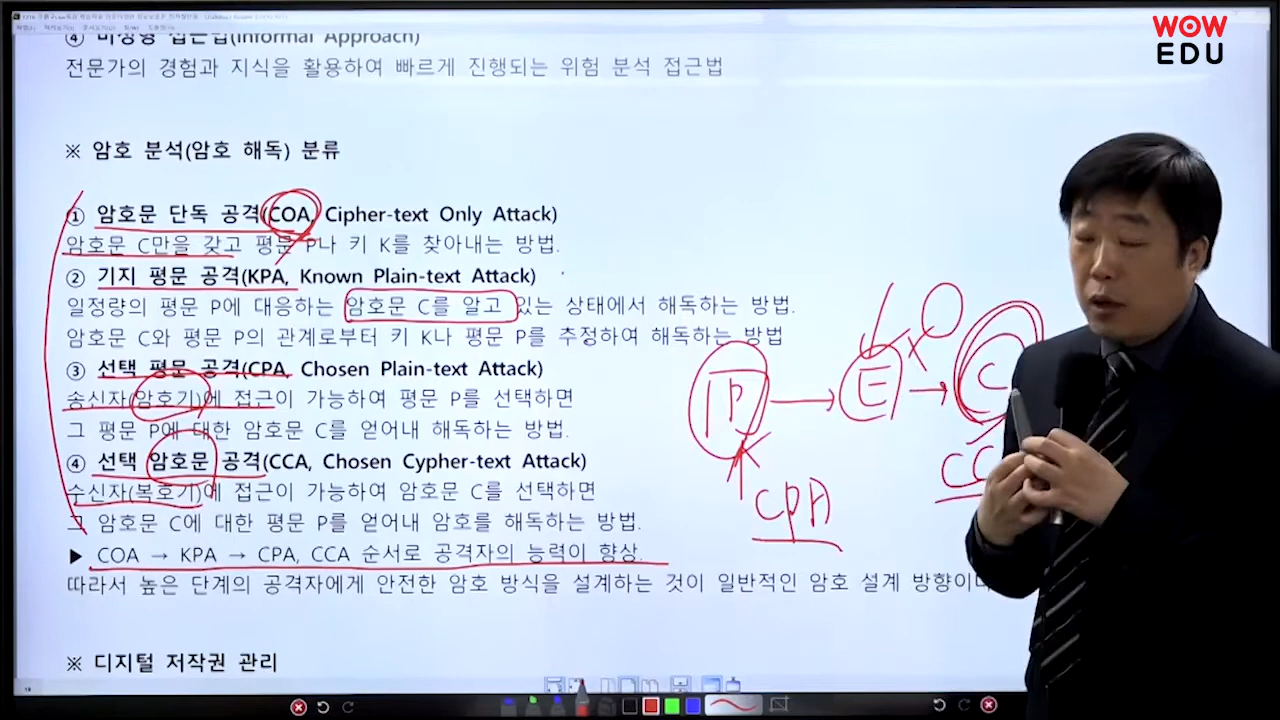 WOW
EDU
④ 비정형 접근법(Informal Approach)
전문가의 경험과 지식을 활용하여 빠르게 진행되는 위험 분석 접근법
※ 암호 분석(암호 해독) 분류
① 암호문 단독 공격(COA, Cipher-text Only Attack)
암호문 C만을 갖고 평문 P나 키 K를 찾아내는 방법.
② 기지 평문 공격(KPA, Known Plain-text Attack)
일정량의 평문 P에 대응하는 암호문 C를 알고 있는 상태에서 해독하는 방법.
암호문 C와 평문 P의 관계로부터 키 K나 평문 P를 추정하여 해독하는 방법
③ 선택 평문 공격(CPA, Chosen Plain-text Attack)
송신자(암호기)에 접근이 가능하여 평문 P를 선택하면
그 평문 P에 대한 암호문 C를 얻어내 해독하는 방법.
④ 선택 암호문 공격(CCA, Chosen Cypher-text Attack)
수신자(복호기)에 접근이 가능하여 암호문 C를 선택하면
그 암호문 C에 대한 평문 P를 얻어내 암호를 해독하는 방법.
▶ COA → KPA → CPA, CCA 순서로 공격자의 능력이 향상.
따라서 높은 단계의 공격자에게 안전한 암호 방식을 설계하는 것이 일반적인 암호 설계 방향이다
※ 디지털 저작권 관리
P → E → C
CPA
CC